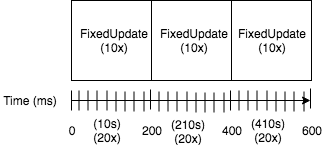 FixedUpdate FixedUpdate FixedUpdate
(10x) (10x) (10x)
Time (ms)
0 (10s) 200 (210s) 400 (410s) 600
(20x) (20x) (20x)